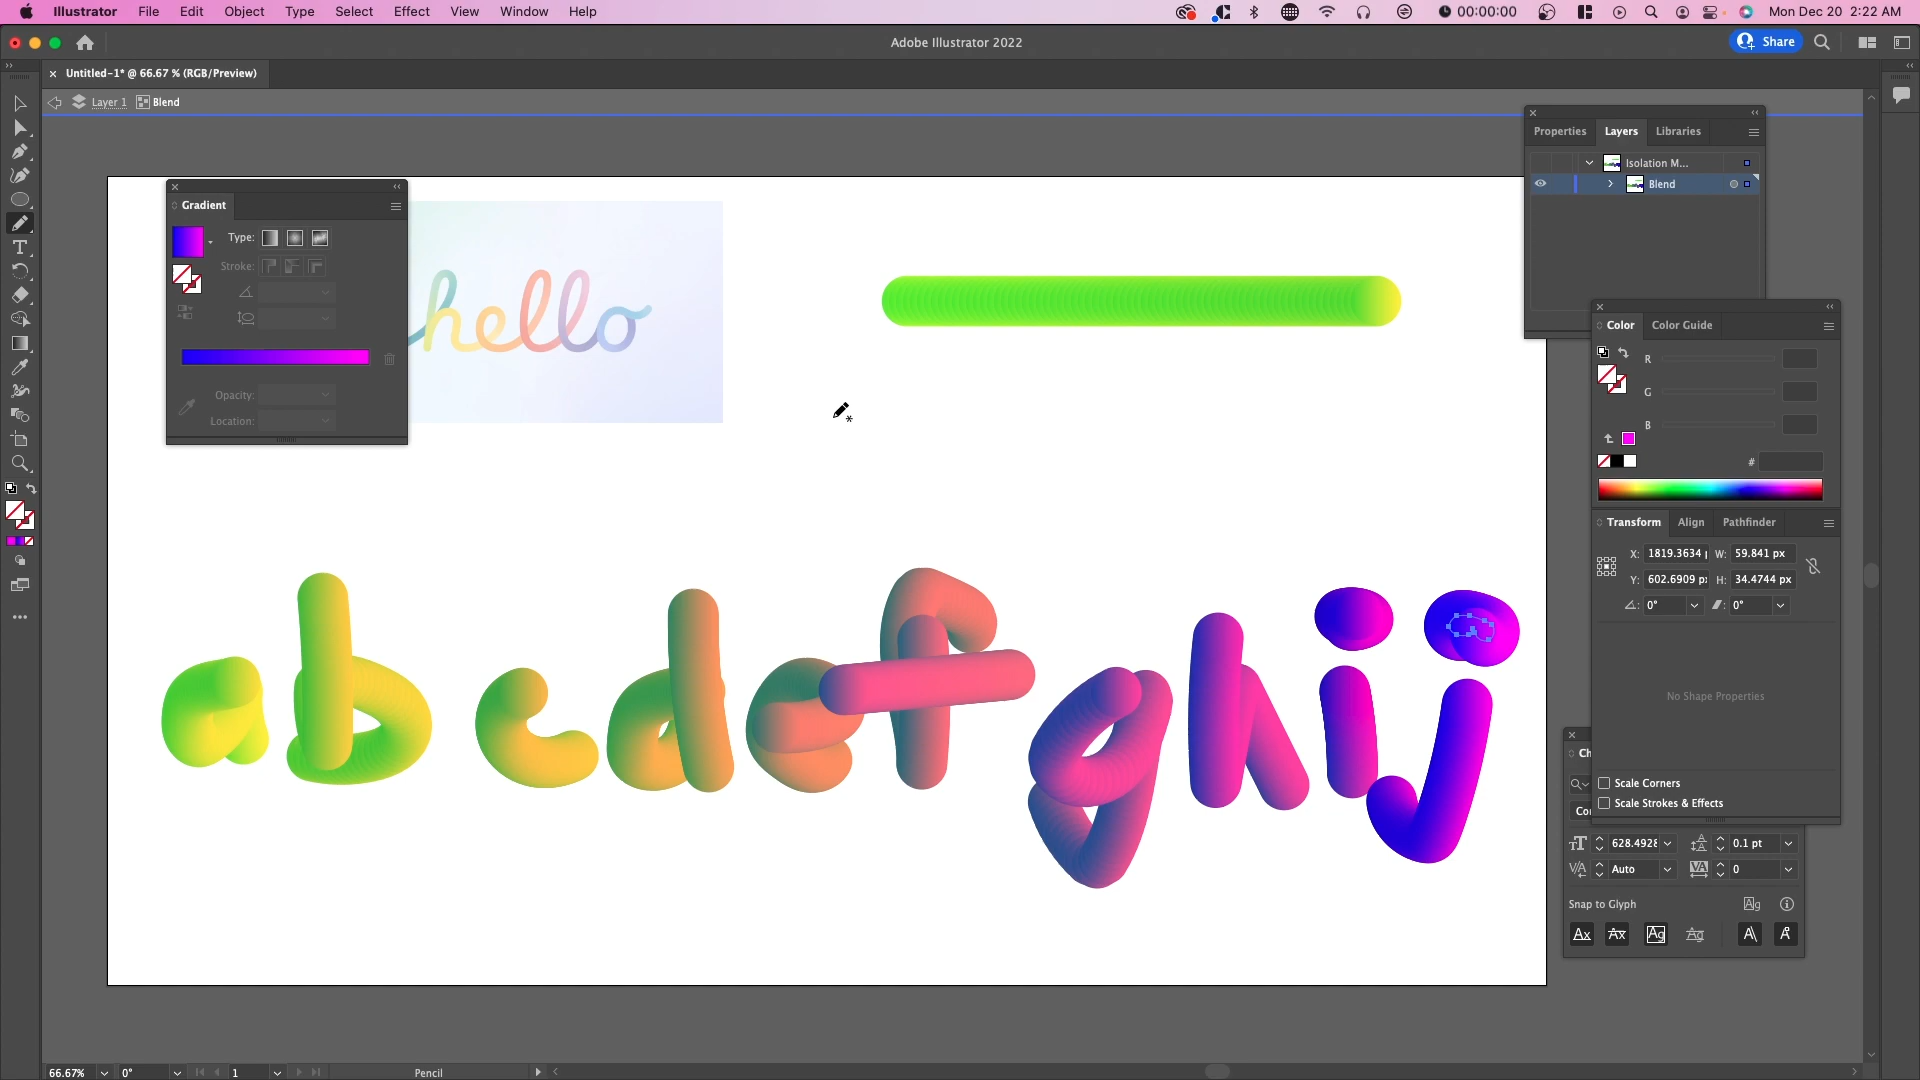 Illustrator File Edit Object Type Select Effect View Window Help 00:00:00 Mon Dec 20 2:22 AM
Adobe Illustrator 2022 Share
Untitled-1* @ 66.67 % (RGB/Preview)
Layer 1 Blend
Properties Layers Libraries
Isolation M...
Blend
Gradient
Type:
Stroke:
Opacity:
Location:
hello
Color Color Guide
R
G
B
#
Transform Align Pathfinder
X: 1819.3634 W: 59.841 px
Y: 602.6909 px H: 34.4744 px
0° 0°
No Shape Properties
Scale Corners
Scale Strokes & Effects
628.4928 0.1 pt
Auto 0
Snap to Glyph
a b c d e f g h i j
66.67% 0° 1 Pencil